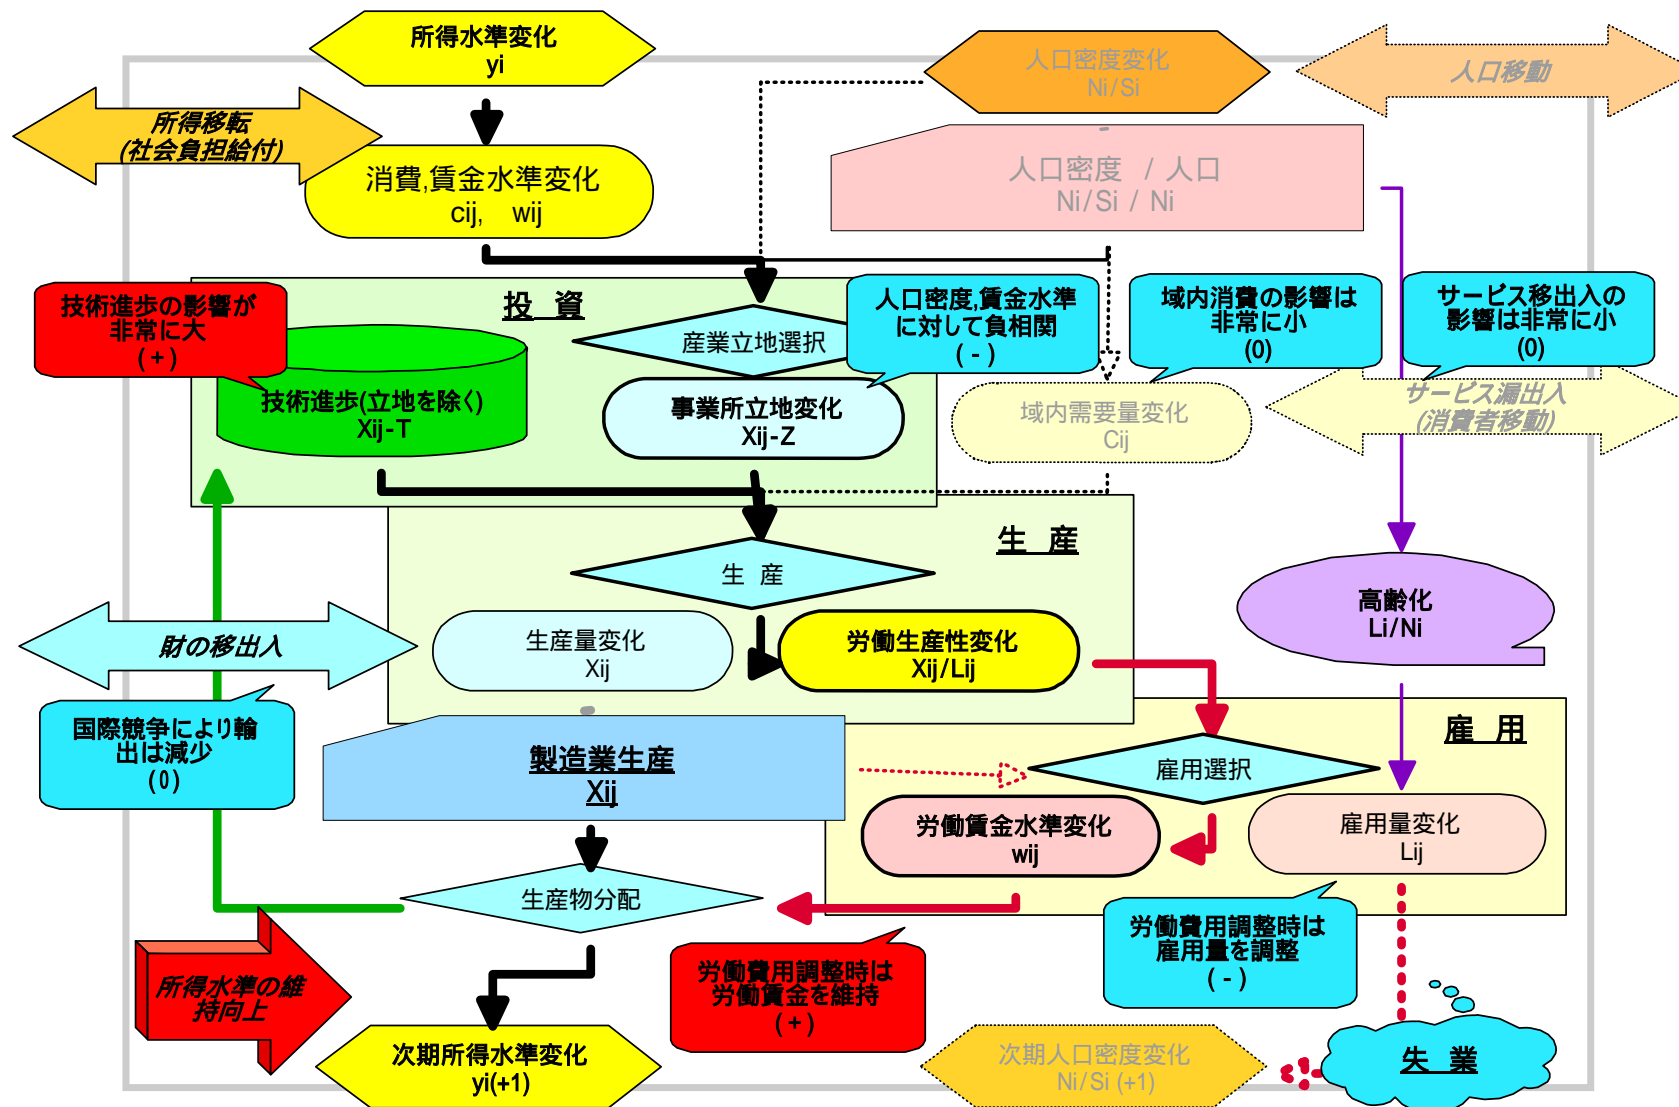 所得水準変化
yi
人口密度変化
Ni/Si
人口移動
所得移転
(社会負担給付)
消費,賃金水準変化
cij, wij
人口密度 / 人口
Ni/Si / Ni
技術進歩の影響が
非常に大
(+)
投 資
産業立地選択
人口密度,賃金水準
に対して負相関
(-)
域内消費の影響は
非常に小
(0)
サービス移出入の
影響は非常に小
(0)
技術進歩(立地を除く)
Xij-T
事業所立地変化
Xij-Z
域内需要量変化
Cij
サービス漏出入
(消費者移動)
生 産
生 産
高齢化
Li/Ni
財の移出入
生産量変化
Xij
労働生産性変化
Xij/Lij
国際競争により輸
出は減少
(0)
製造業生産
Xij
雇 用
雇用選択
労働賃金水準変化
wij
雇用量変化
Lij
生産物分配
労働費用調整時は
雇用量を調整
(-)
所得水準の維
持向上
労働費用調整時は
労働賃金を維持
(+)
次期所得水準変化
yi(+1)
次期人口密度変化
Ni/Si (+1)
失 業